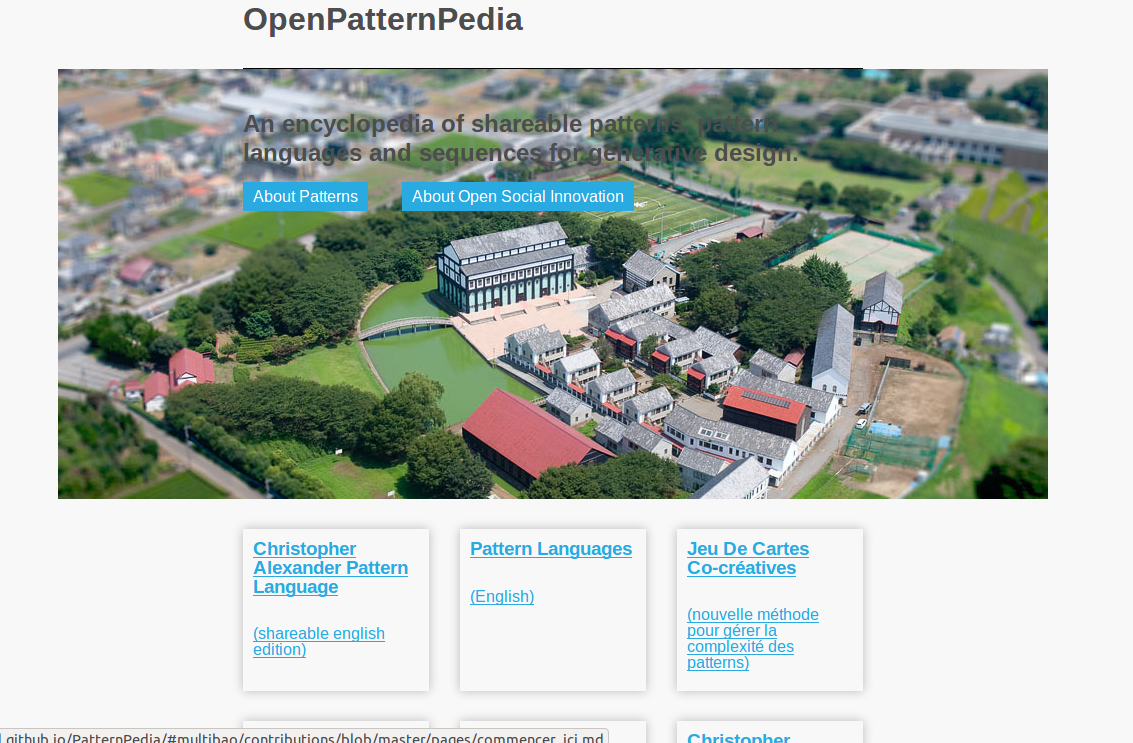 OpenPatternPedia
An encyclopedia of shareable patterns, pattern
languages and sequences for generative design.
About Patterns
About Open Social Innovation
Christopher
Alexander Pattern
Language
(shareable english
edition)
Pattern Languages
(English)
Jeu De Cartes
Co-créatives
(nouvelle méthode
pour gérer la
complexité des
patterns)
Christopher
github.io/PatternPedia/#multibao/contributions/blob/master/pages/commencer_ici.md